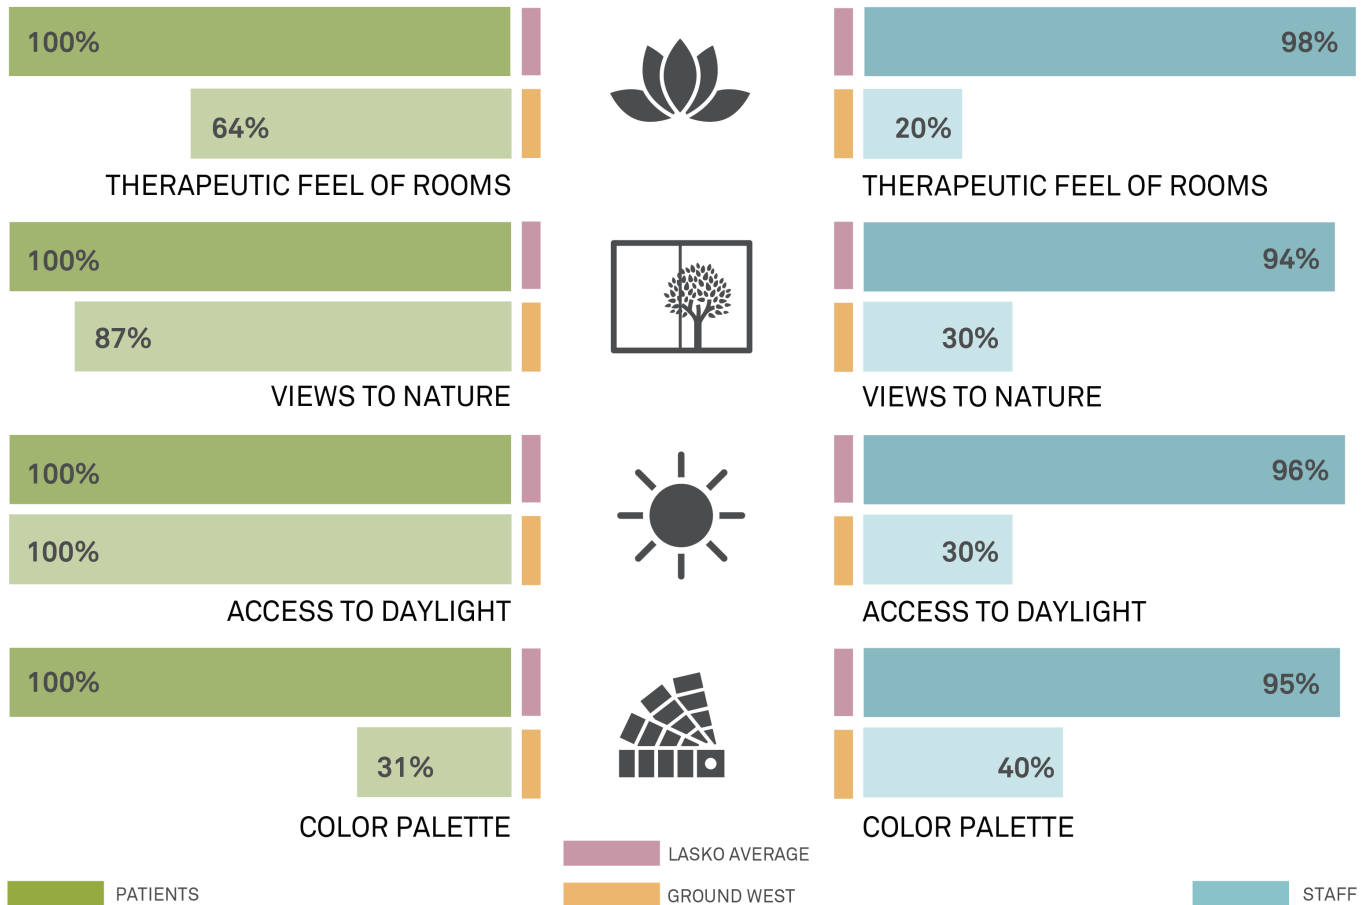 100%
98%
64%
20%
THERAPEUTIC FEEL OF ROOMS
THERAPEUTIC FEEL OF ROOMS
100%
94%
87%
30%
VIEWS TO NATURE
VIEWS TO NATURE
100%
96%
100%
30%
ACCESS TO DAYLIGHT
ACCESS TO DAYLIGHT
100%
95%
31%
40%
COLOR PALETTE
COLOR PALETTE
LASKO AVERAGE
PATIENTS
GROUND WEST
STAFF